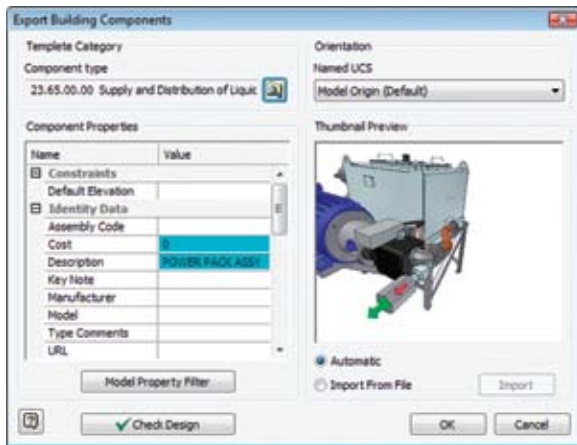 Export Building Components
Templete Category
Component type
23.65.00.00 Supply and Distribution of Liquic
Component Properties
Name Value
Constraints
Default Elevation
Identity Data
Assembly Code
Cost 0
Description POWER PACK ASSY
Key Note
Manufacturer
Model
Type Comments
URL
Model Property Filter
Check Design
Orientation
Named UCS
Model Origin (Default)
Thumbnail Preview
Automatic
Import From File Import
OK Cancel